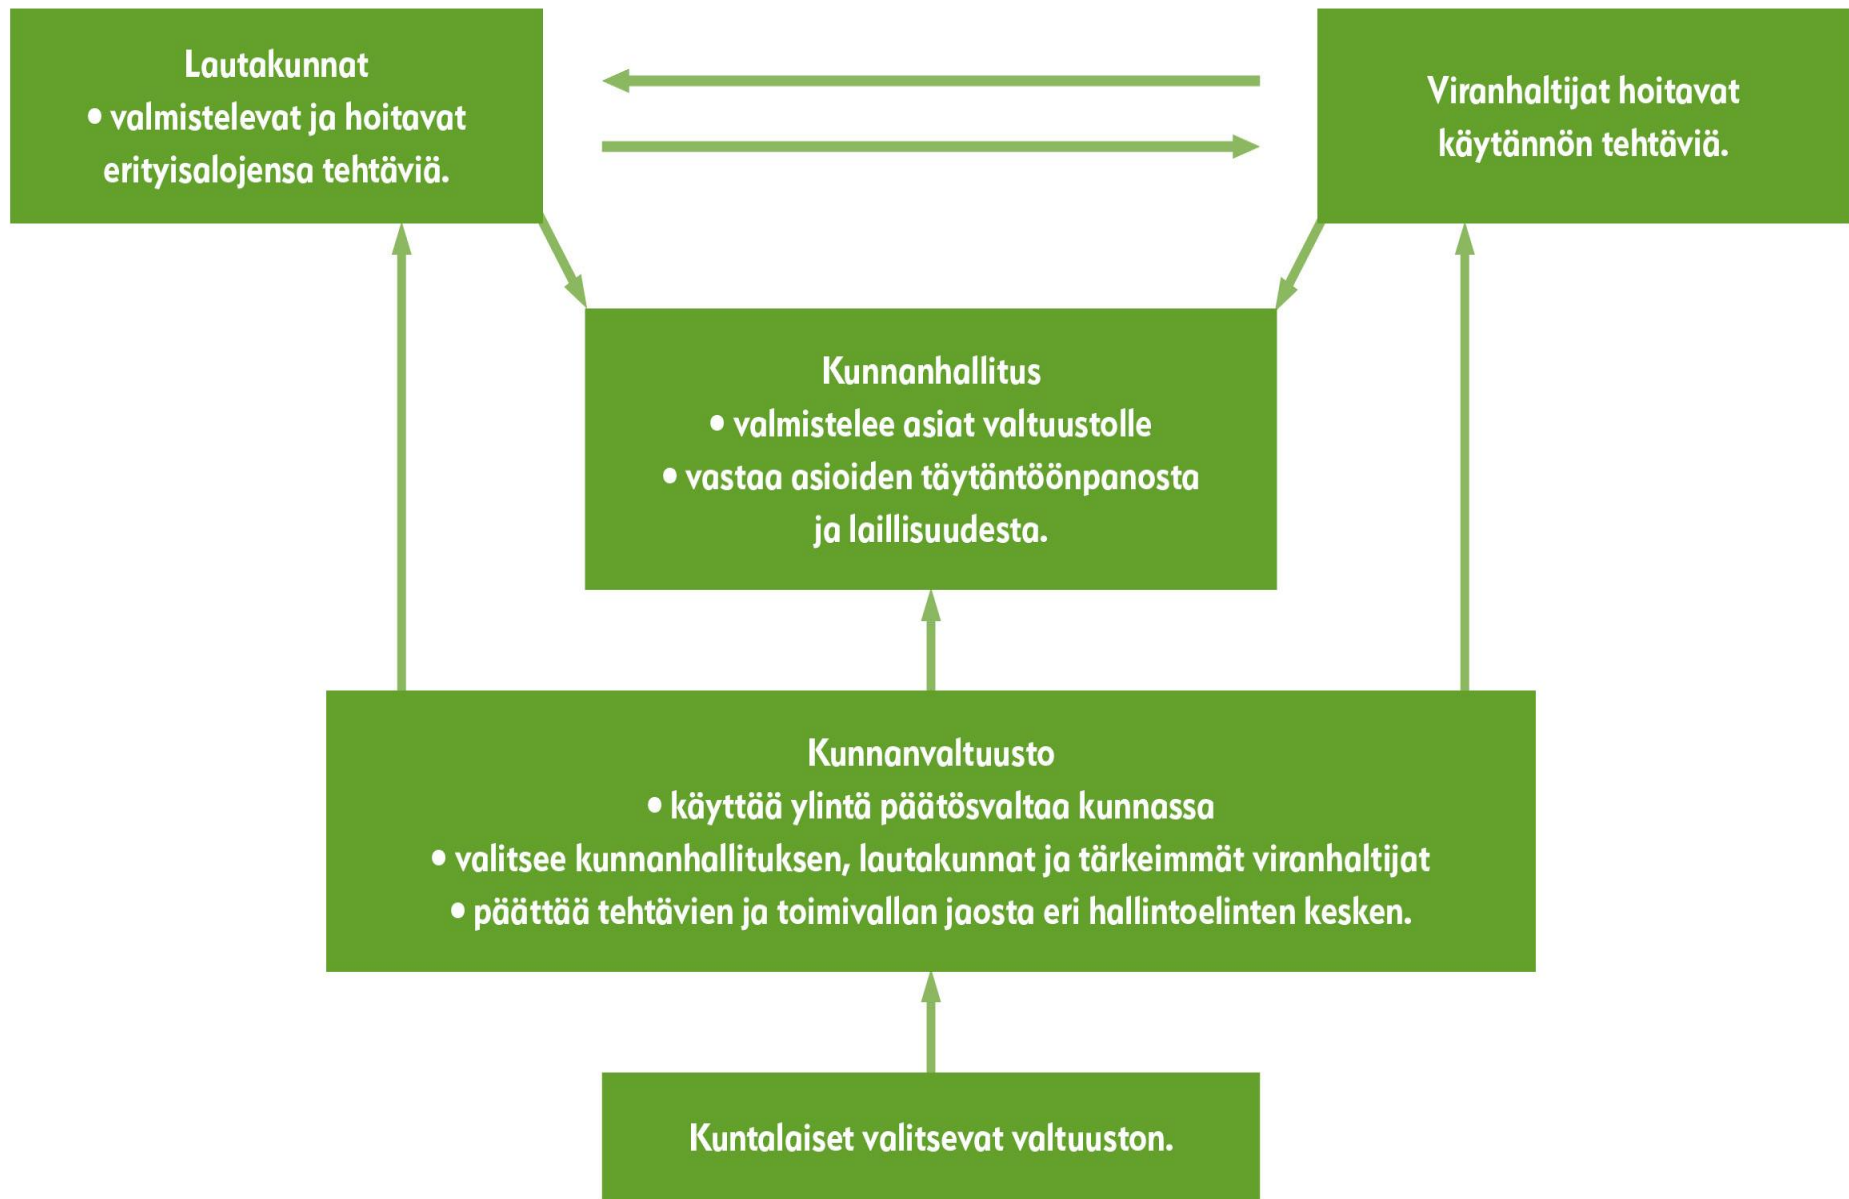 Lautakunnat
• valmistelevat ja hoitavat
erityisalojensa tehtäviä.
Viranhaltijat hoitavat
käytännön tehtäviä.
Kunnanhallitus
• valmistelee asiat valtuustolle
• vastaa asioiden täytäntöönpanosta
ja laillisuudesta.
Kunnanvaltuusto
• käyttää ylintä päätösvaltaa kunnassa
• valitsee kunnanhallituksen, lautakunnat ja tärkeimmät viranhaltijat
• päättää tehtävien ja toimivallan jaosta eri hallintoelinten kesken.
Kuntalaiset valitsevat valtuuston.